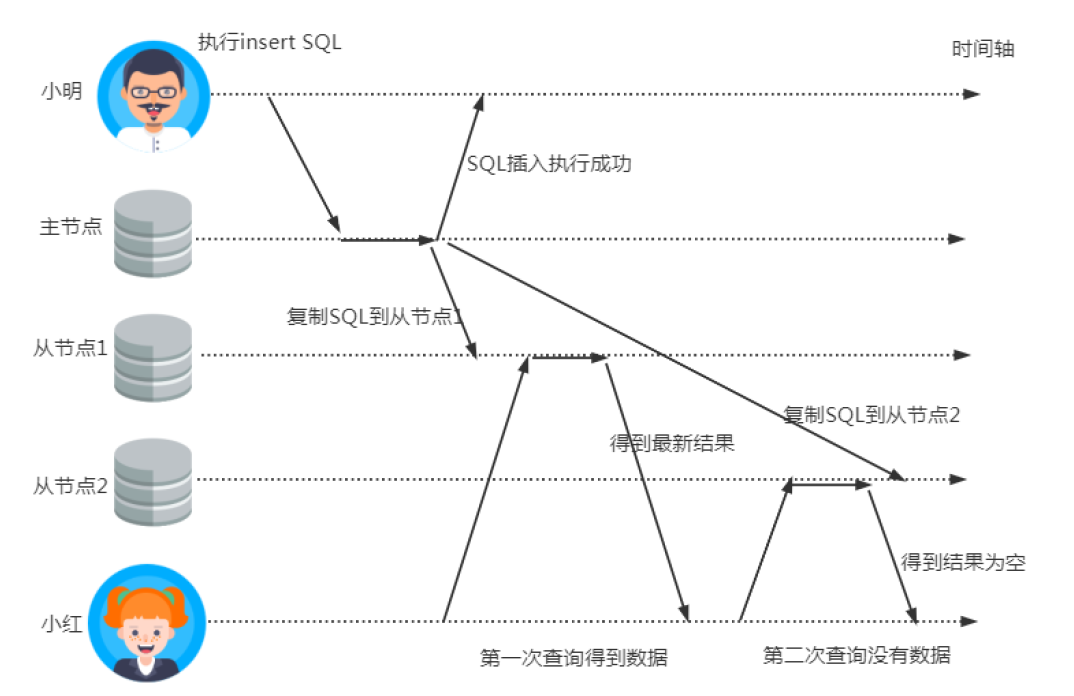 执行insert SQL
时间轴
小明
SQL插入执行成功
主节点
复制SQL到从节点1
从节点1
复制SQL到从节点2
得到最新结果
从节点2
得到结果为空
小红
第一次查询得到数据
第二次查询没有数据